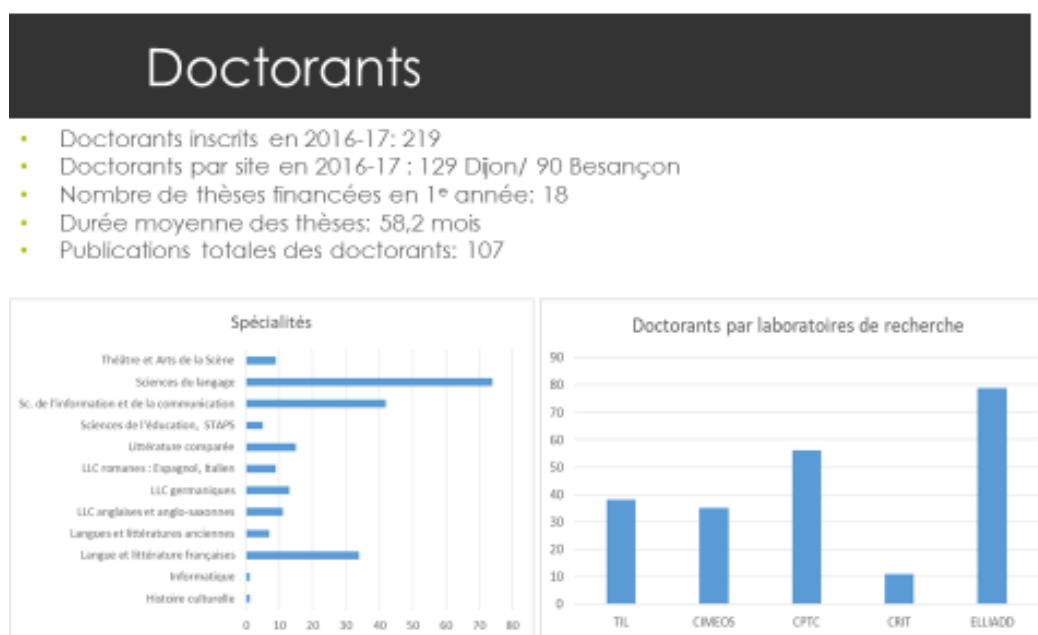 Doctorants
• Doctorants inscrits en 2016-17: 219
• Doctorants par site en 2016-17 : 129 Dijon/ 90 Besançon
• Nombre de thèses financées en 1e année: 18
• Durée moyenne des thèses: 58,2 mois
• Publications totales des doctorants: 107
Spécialités
Théâtre et Arts de la Scène
Sciences du langage
Sc. de l'information et de la communication
Sciences de l'éducation, STAPS
Littérature comparée
LLC romanes : Espagnol, Italien
LLC germaniques
LLC anglaises et anglo-saxonnes
Langues et littératures anciennes
Langue et littérature françaises
Informatique
Histoire culturelle
0 10 20 30 40 50 60 70 80
Doctorants par laboratoires de recherche
90
80
70
60
50
40
30
20
10
0
TIL CIMEOS CPTC CRIT ELLIADD